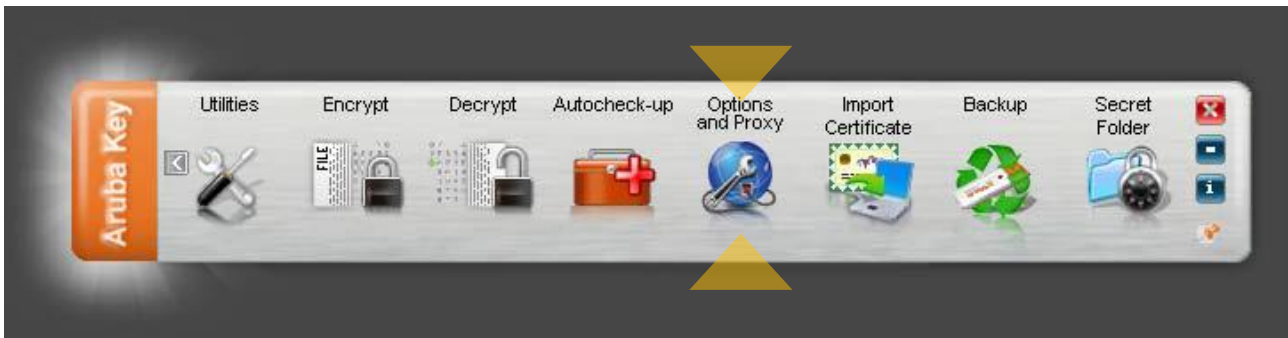 Aruba Key
Utilities
Encrypt
Decrypt
Autocheck-up
Options
and Proxy
Import
Certificate
Backup
Secret
Folder
FILE
i